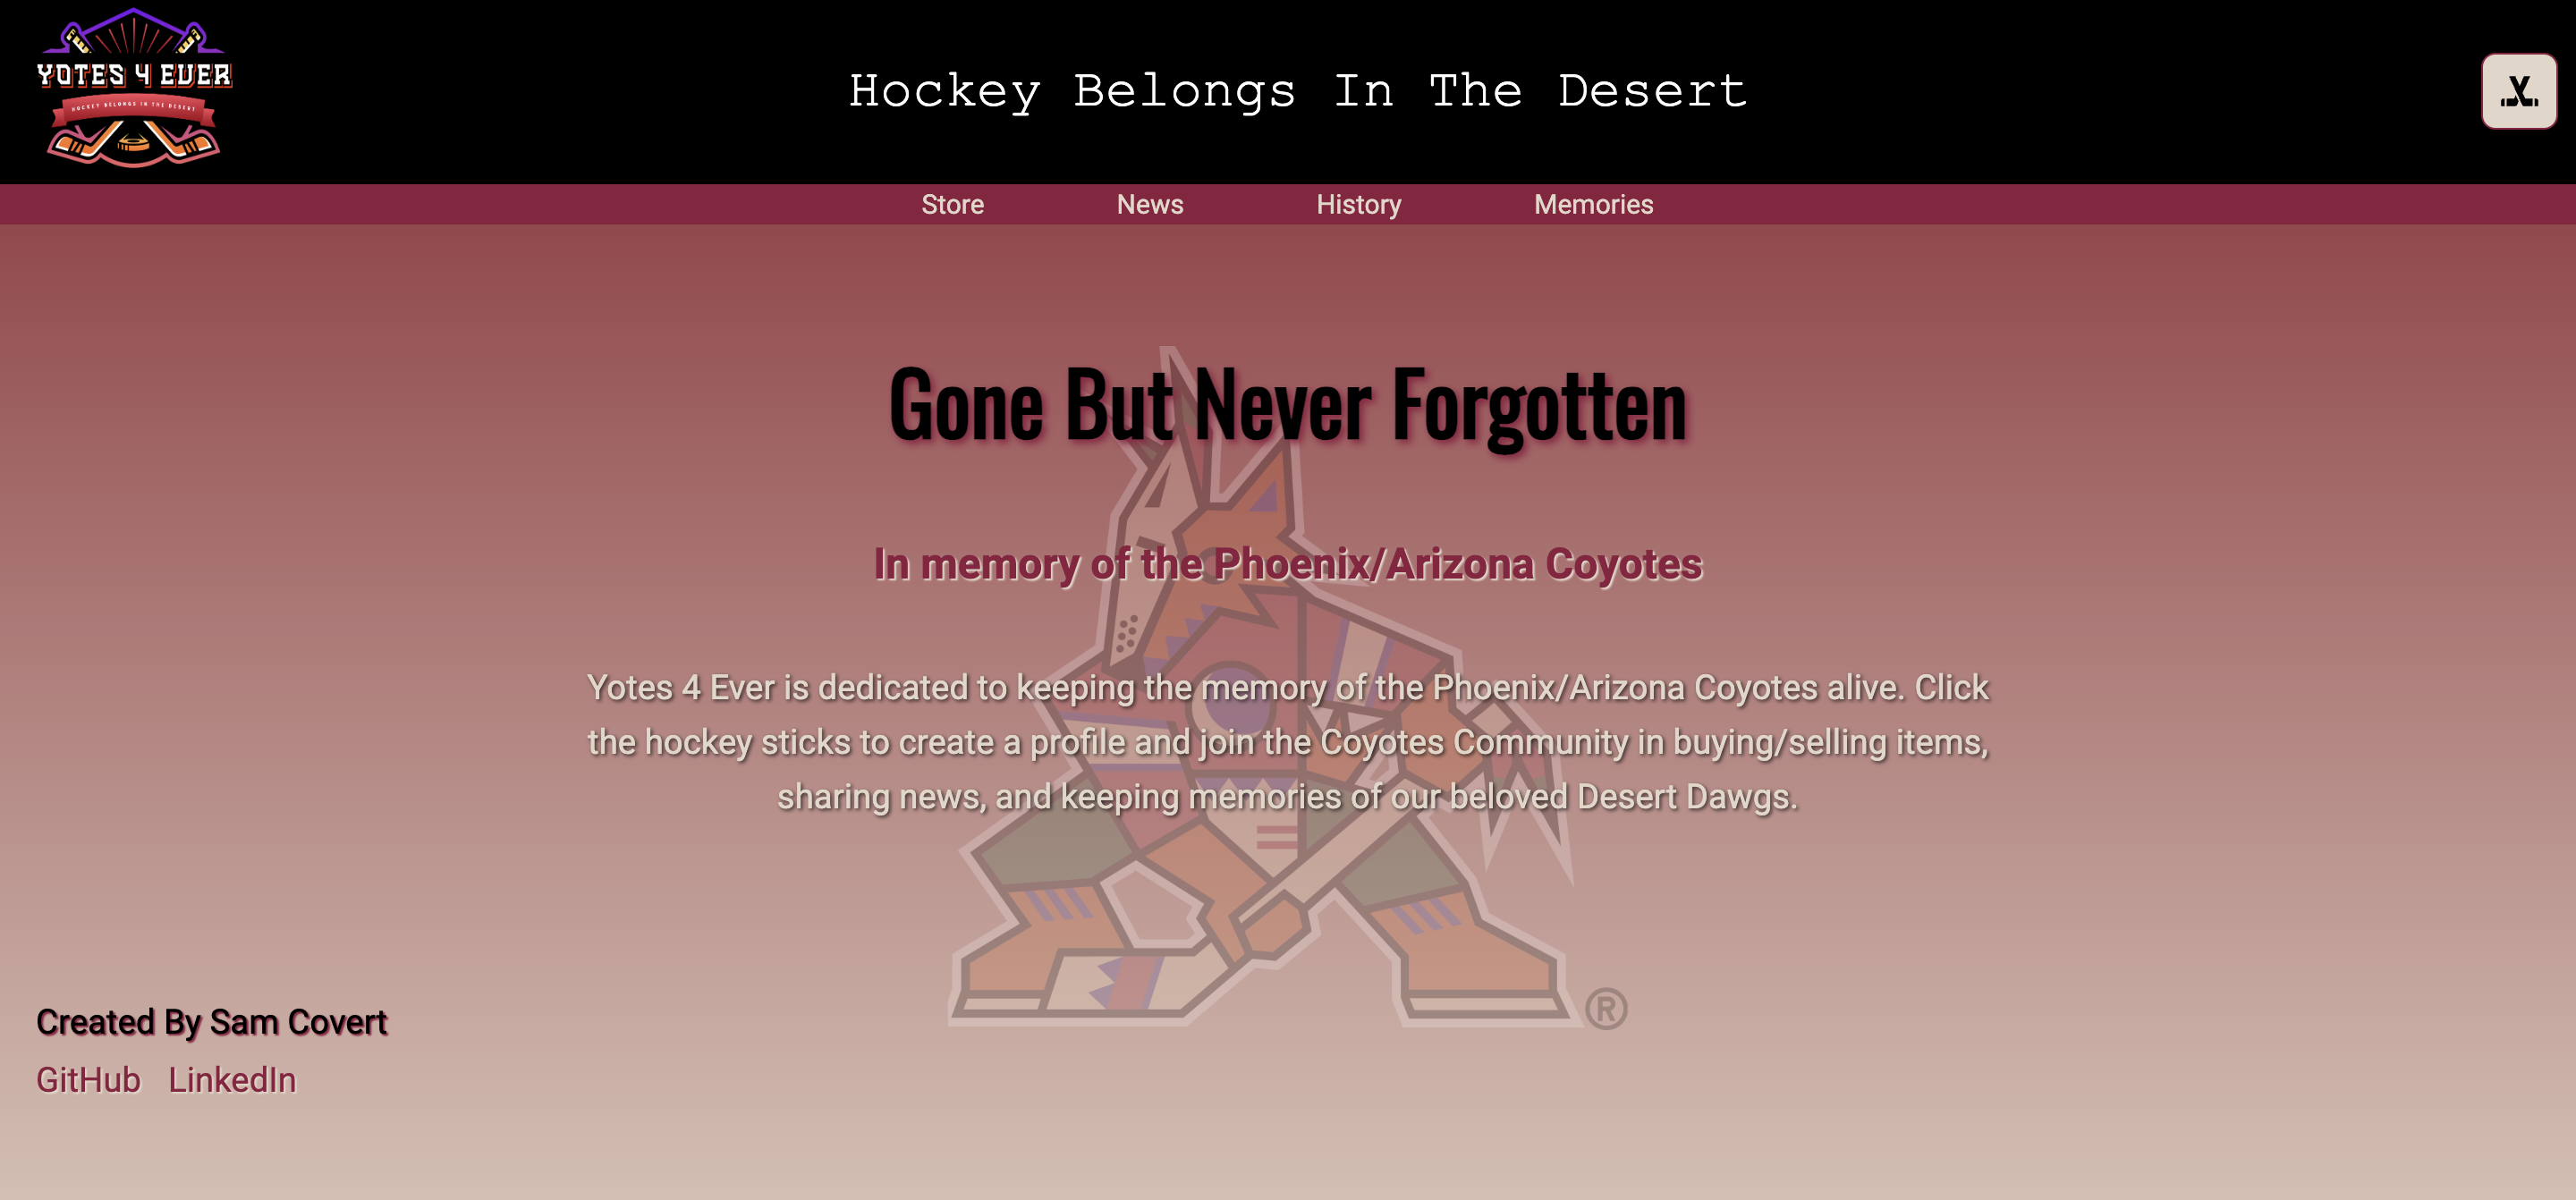 YOTES 4 EVER
HOCKEY BELONGS IN THE DESERT
Hockey Belongs In The Desert
Store News History Memories
Gone But Never Forgotten
In memory of the Phoenix/Arizona Coyotes
Yotes 4 Ever is dedicated to keeping the memory of the Phoenix/Arizona Coyotes alive. Click
the hockey sticks to create a profile and join the Coyotes Community in buying/selling items,
sharing news, and keeping memories of our beloved Desert Dawgs.
®
Created By Sam Covert
GitHub LinkedIn